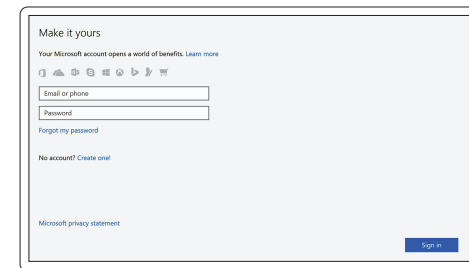 Make it yours
Your Microsoft account opens a world of benefits. Learn more
Email or phone
Password
Forgot my password
No account? Create one!
Microsoft privacy statement
Sign in